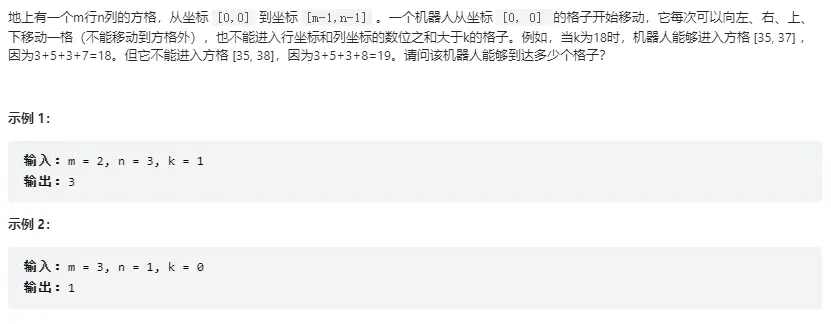 地上有一个m行n列的方格，从坐标 [0,0] 到坐标 [m-1,n-1] 。一个机器人从坐标 [0, 0] 的格子开始移动，它每次可以向左、右、上、
下移动一格（不能移动到方格外），也不能进入行坐标和列坐标的数位之和大于k的格子。例如，当k为18时，机器人能够进入方格 [35, 37] ，
因为3+5+3+7=18。但它不能进入方格 [35, 38]，因为3+5+3+8=19。请问该机器人能够到达多少个格子？
示例 1：
输入：m = 2, n = 3, k = 1
输出：3
示例 2：
输入：m = 3, n = 1, k = 0
输出：1